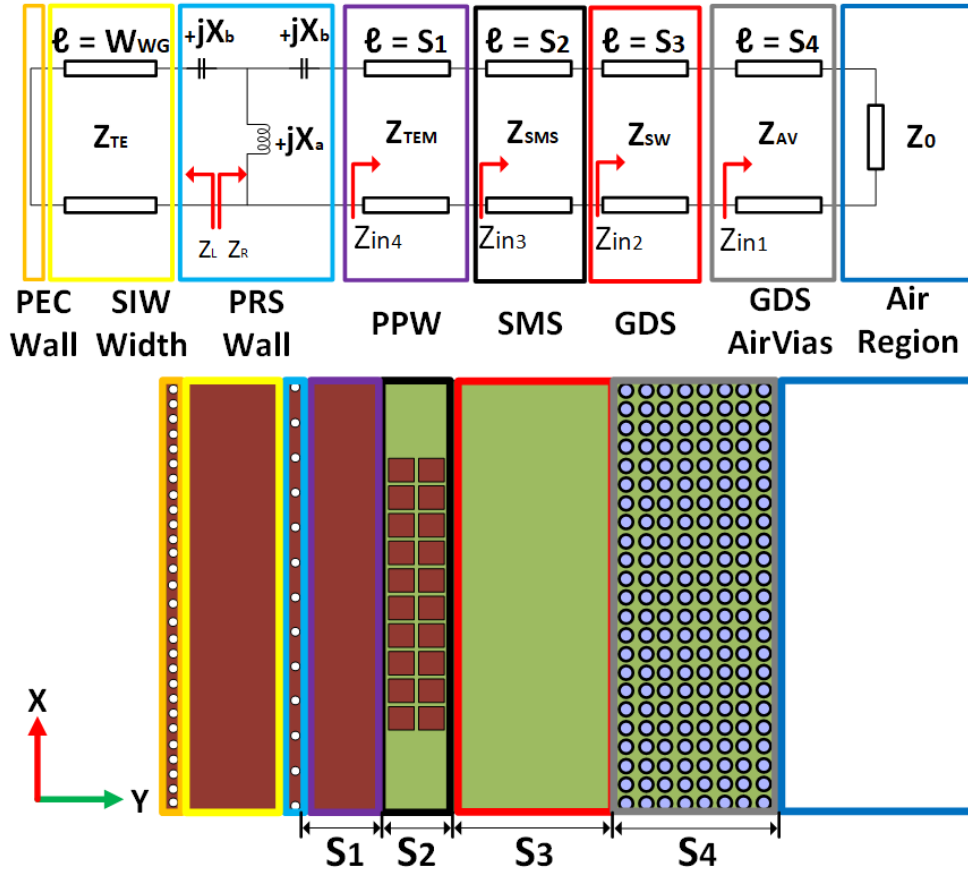 ℓ = WWG
+jXb
+jXb
ℓ = S1
ℓ = S2
ℓ = S3
ℓ = S4
ZTE
+jXa
ZTEM
ZSMS
ZSW
ZAV
Z0
ZL
ZR
Zin4
Zin3
Zin2
Zin1
PEC
Wall
SIW
Width
PRS
Wall
PPW
SMS
GDS
GDS
AirVias
Air
Region
X
Y
S1
S2
S3
S4